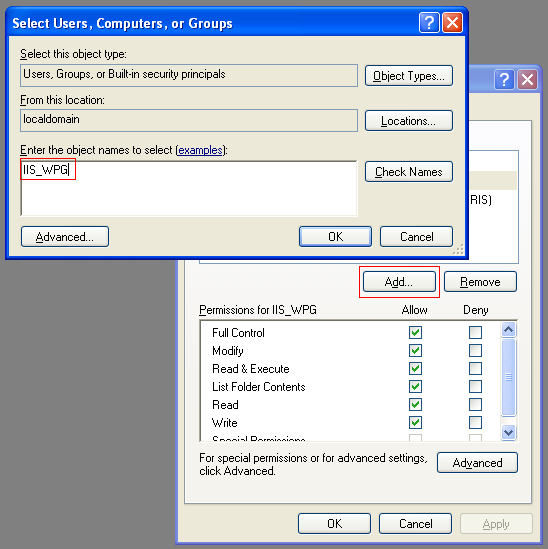 Select Users, Computers, or Groups
Select this object type:
Users, Groups, or Built-in security principals
Object Types...
From this location:
localdomain
Locations...
Enter the object names to select (examples):
IIS_WPG
Check Names
Advanced...
OK
Cancel
RIS)
Add...
Remove
Permissions for IIS_WPG
Allow
Deny
Full Control
Modify
Read & Execute
List Folder Contents
Read
Write
Special Permissions
For special permissions or for advanced settings,
click Advanced.
Advanced
OK
Cancel
Apply